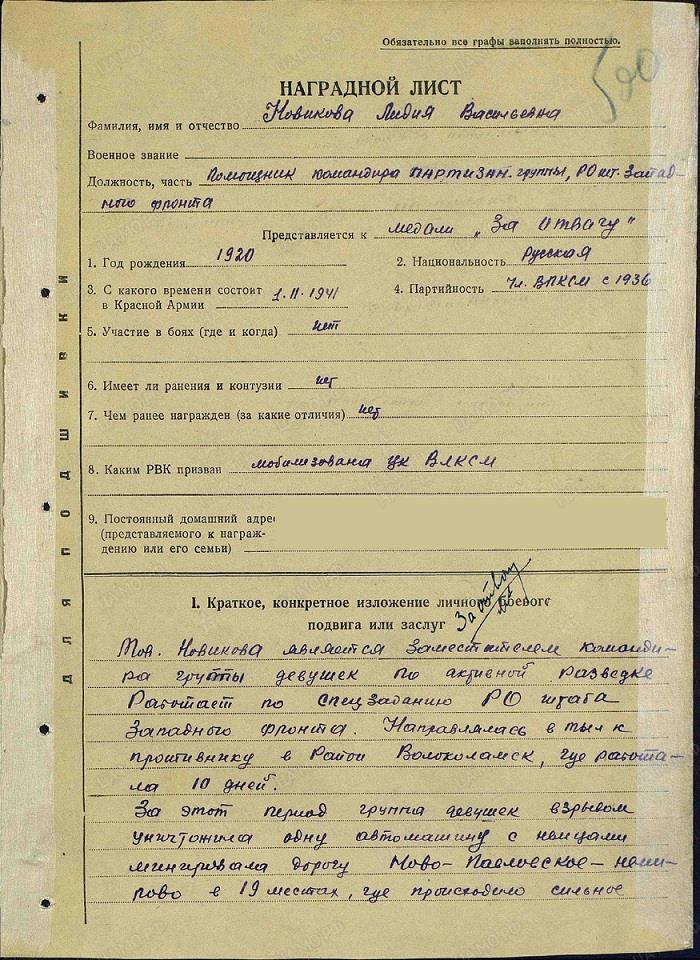 Обязательно все графы заполнять полностью.
НАГРАДНОЙ ЛИСТ
Фамилия, имя и отчество Новикова Лидия Васильевна
Военное звание
Должность, часть Помощник командира ПАРТИЗАН. группы, РО шт. Запад-
ного фронта
Представляется к медали „За Отвагу"
1. Год рождения 1920
2. Национальность Русская
3. С какого времени состоит
в Красной Армии 1.11-1941
4. Партийность Чл. ВЛКСМ с 1936
5. Участие в боях (где и когда) нет
6. Имеет ли ранения и контузии нет
7. Чем ранее награжден (за какие отличия) нет
8. Каким РВК призван мобилизована ЦК ВЛКСМ
9. Постоянный домашний адре
(представляемого к награж-
дению или его семьи)
ДЛЯ ПОДШИВКИ
I. Краткое, конкретное изложение личного боевого
подвига или заслуг
Тов. Новикова является Заместителем команди-
ра группы девушек по активной разведке
Работает по спец заданию РО штаба
Западного фронта. Направлялась в тыл к
противнику в Район Волоколамск, где работа-
ла 10 дней.
За этот период группа девушек взрывом
уничтожила одну автомашину с немцами
минировала дорогу Ново-Павловское – неми-
рово в 19 местах, где происходило сильное